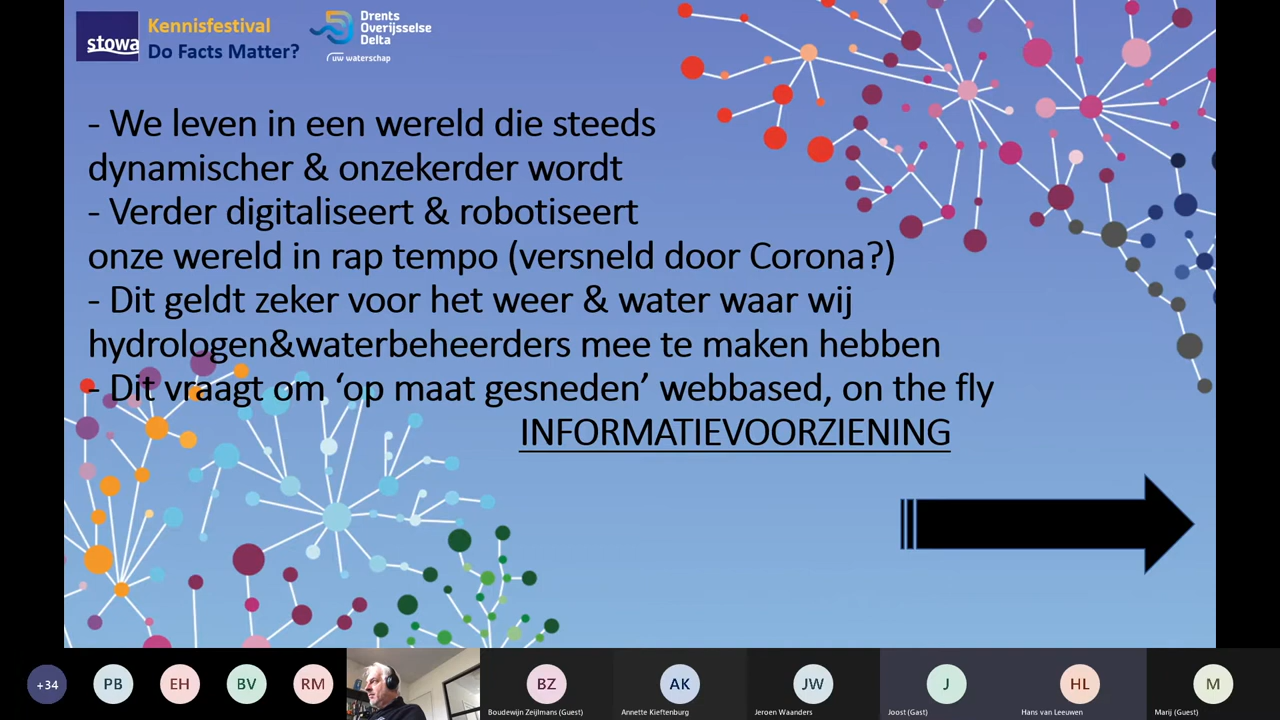 stowa
Kennisfestival
Do Facts Matter?
Drents
Overijsselse
Delta
uw waterschap
- We leven in een wereld die steeds
dynamischer & onzekerder wordt
- Verder digitaliseert & robotiseert
onze wereld in rap tempo (versneld door Corona?)
- Dit geldt zeker voor het weer & water waar wij
hydrologen&waterbeheerders mee te maken hebben
- Dit vraagt om ‘op maat gesneden’ webbased, on the fly
INFORMATIEVOORZIENING
+34
PB
EH
BV
RM
BZ
AK
JW
J
HL
M
Boudewijn Zeijlmans (Guest)
Annette Kieftenburg
Jeroen Waanders
Joost (Gast)
Hans van Leeuwen
Marij (Guest)